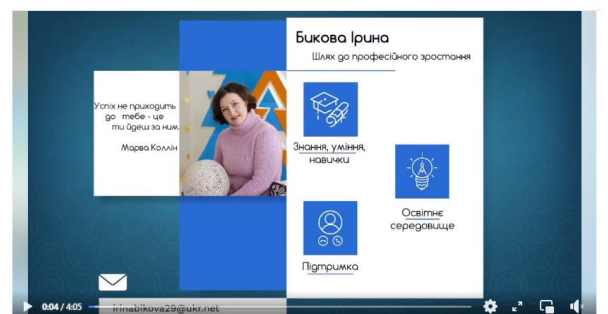 Бикова Ірина
Шлях до професійного зростання
Успіх не приходить
до тебе - це
ти йдеш за ним.
Марва Коллін
Знання, уміння,
навички
Освітнє
середовище
Підтримка
irinabikova29@ukr.net
0:04 / 4:05